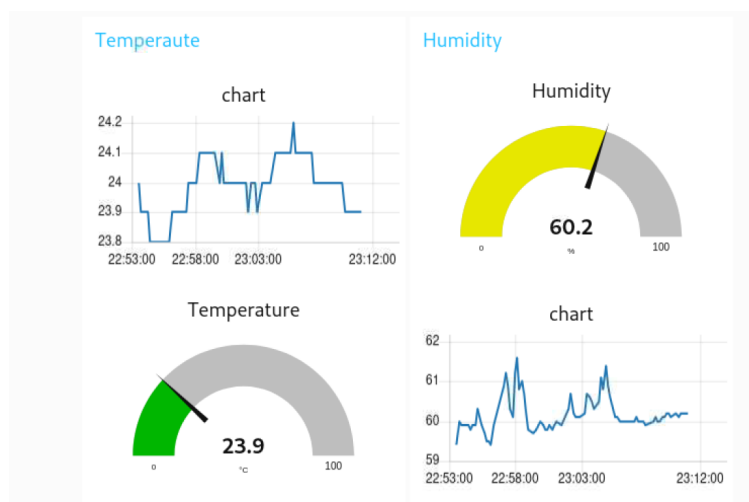 Temperaute
chart
24.2
24.1
24
23.9
23.8
22:53:00 22:58:00 23:03:00 23:12:00
Temperature
23.9
°C
0 100
Humidity
Humidity
60.2
%
0 100
chart
62
61
60
59
22:53:00 22:58:00 23:03:00 23:12:00